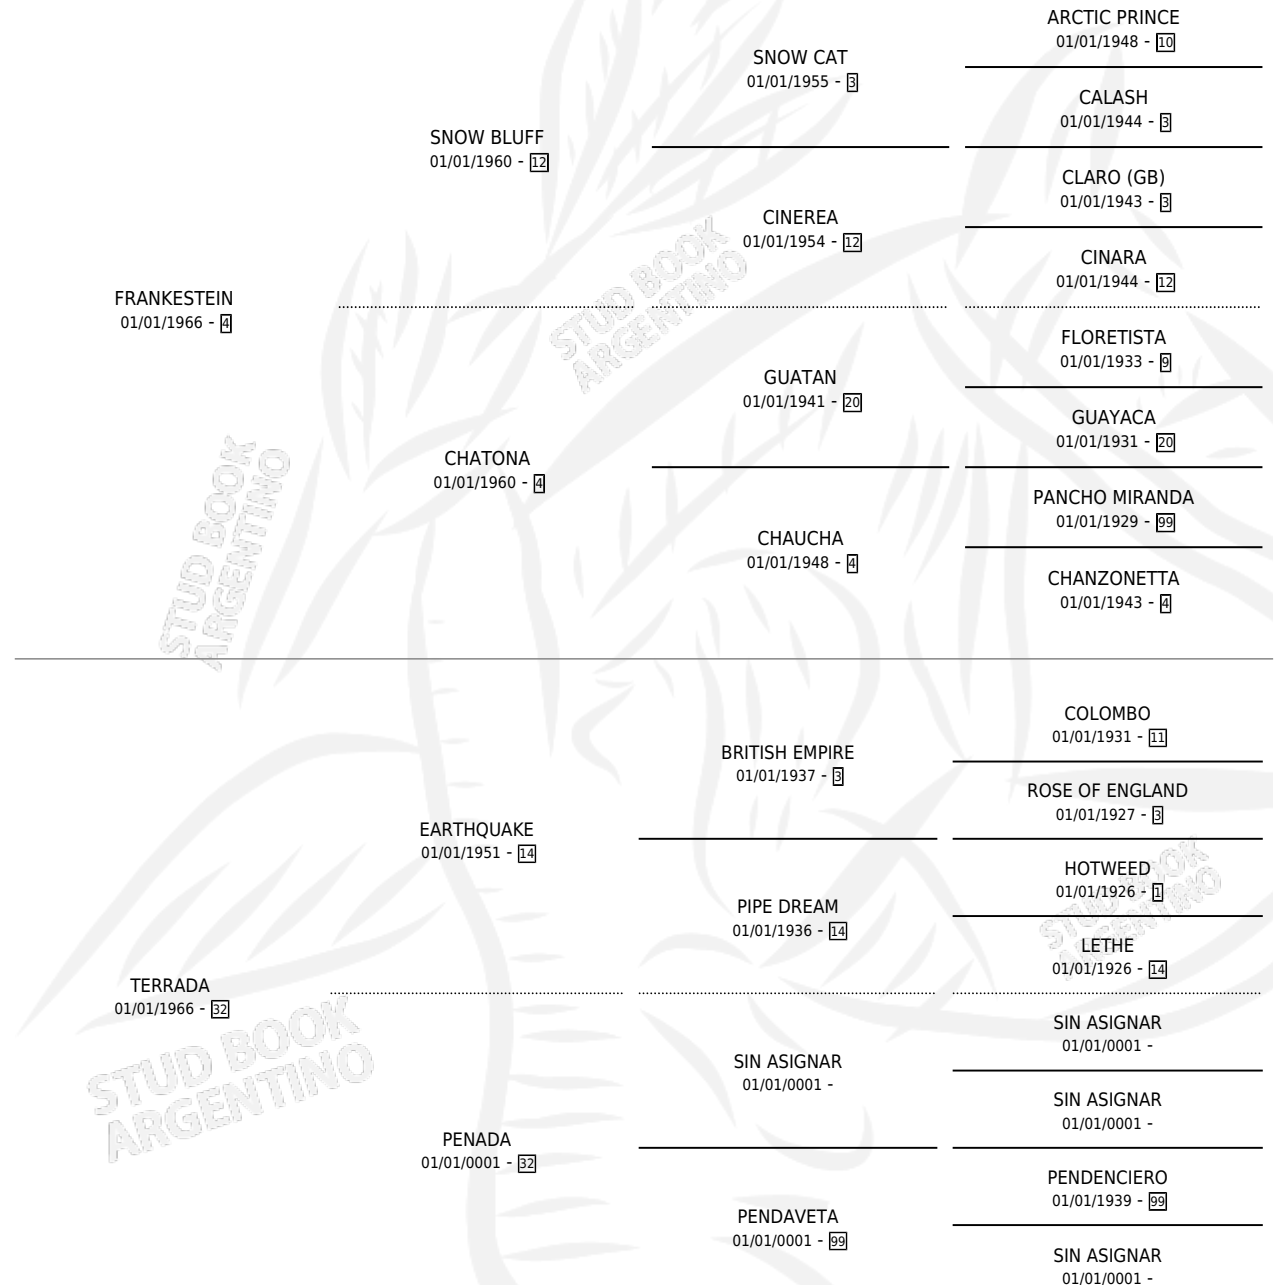 ARCTIC PRINCE
01/01/1948 - 10
SNOW CAT
01/01/1955 - 3
CALASH
01/01/1944 - 3
SNOW BLUFF
01/01/1960 - 12
CLARO (GB)
01/01/1943 - 3
CINEREA
01/01/1954 - 12
CINARA
01/01/1944 - 12
FRANKESTEIN
01/01/1966 - 4
FLORETISTA
01/01/1933 - 9
GUATAN
01/01/1941 - 20
GUAYACA
01/01/1931 - 20
CHATONA
01/01/1960 - 4
PANCHO MIRANDA
01/01/1929 - 99
CHAUCHA
01/01/1948 - 4
CHANZONETTA
01/01/1943 - 4
COLOMBO
01/01/1931 - 11
BRITISH EMPIRE
01/01/1937 - 3
ROSE OF ENGLAND
01/01/1927 - 3
EARTHQUAKE
01/01/1951 - 14
HOTWEED
01/01/1926 - 1
PIPE DREAM
01/01/1936 - 14
LETHE
01/01/1926 - 14
TERRADA
01/01/1966 - 32
SIN ASIGNAR
01/01/0001 -
SIN ASIGNAR
01/01/0001 -
SIN ASIGNAR
01/01/0001 -
PENADA
01/01/0001 - 32
PENDENCIERO
01/01/1939 - 99
PENDAVETA
01/01/0001 - 99
SIN ASIGNAR
01/01/0001 -
STUD BOOK
ARGENTINO
STUD BOOK
ARGENTINO
STUD BOOK
ARGENTINO
STUD BOOK
ARGENTINO